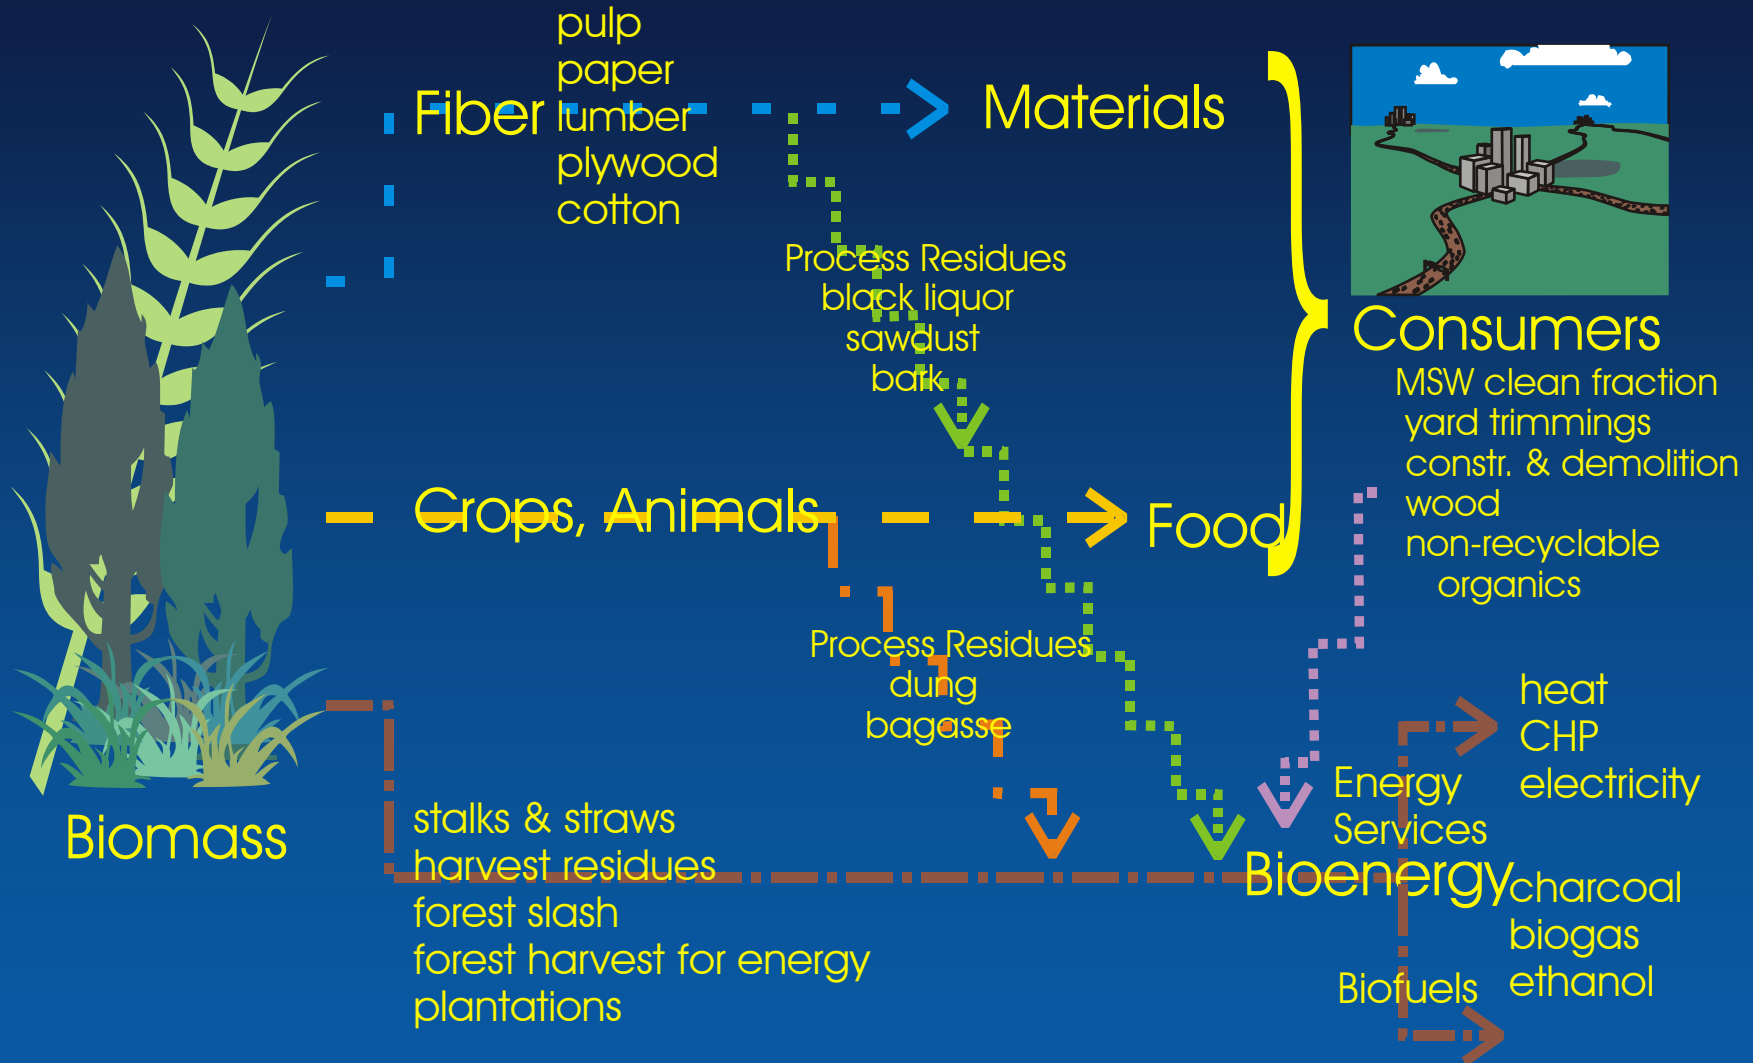 pulp
paper
Fiber
lumber
plywood
cotton
Materials
Process Residues
black liquor
sawdust
bark
Consumers
MSW clean fraction
yard trimmings
constr. & demolition
wood
non-recyclable
organics
Crops, Animals
Food
Process Residues
dung
bagasse
Biomass
stalks & straws
harvest residues
forest slash
forest harvest for energy
plantations
Energy
Services
Bioenergy
heat
CHP
electricity
charcoal
biogas
ethanol
Biofuels